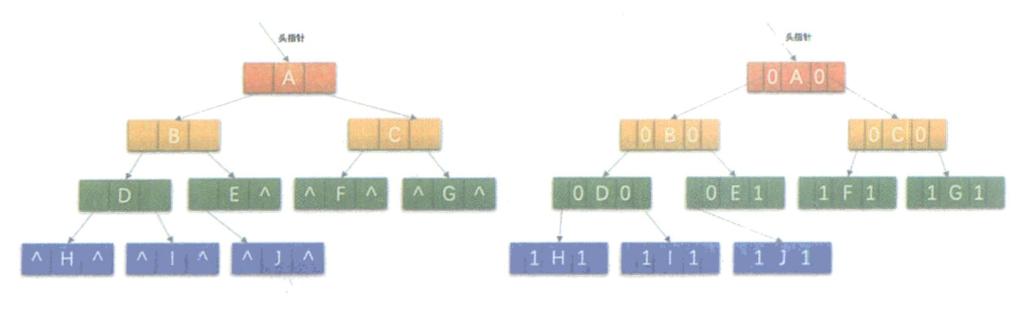 头指针 头指针
A 0 A 0
B C 0 B 0 0 C 0
D E ^ ^ F ^ ^ G ^ 0 D 0 0 E 1 1 F 1 1 G 1
^ H ^ ^ I ^ ^ J ^ 1 H 1 1 I 1 1 J 1